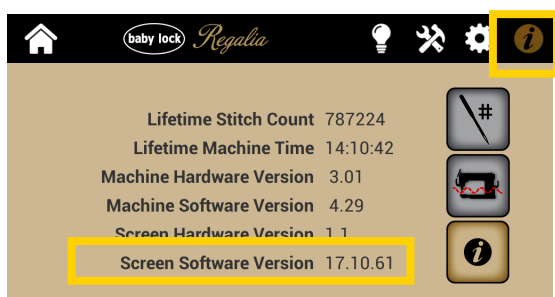 baby lock Regalia
i
#
Lifetime Stitch Count 787224
Lifetime Machine Time 14:10:42
Machine Hardware Version 3.01
Machine Software Version 4.29
Screen Hardware Version 1.1
i
Screen Software Version 17.10.61